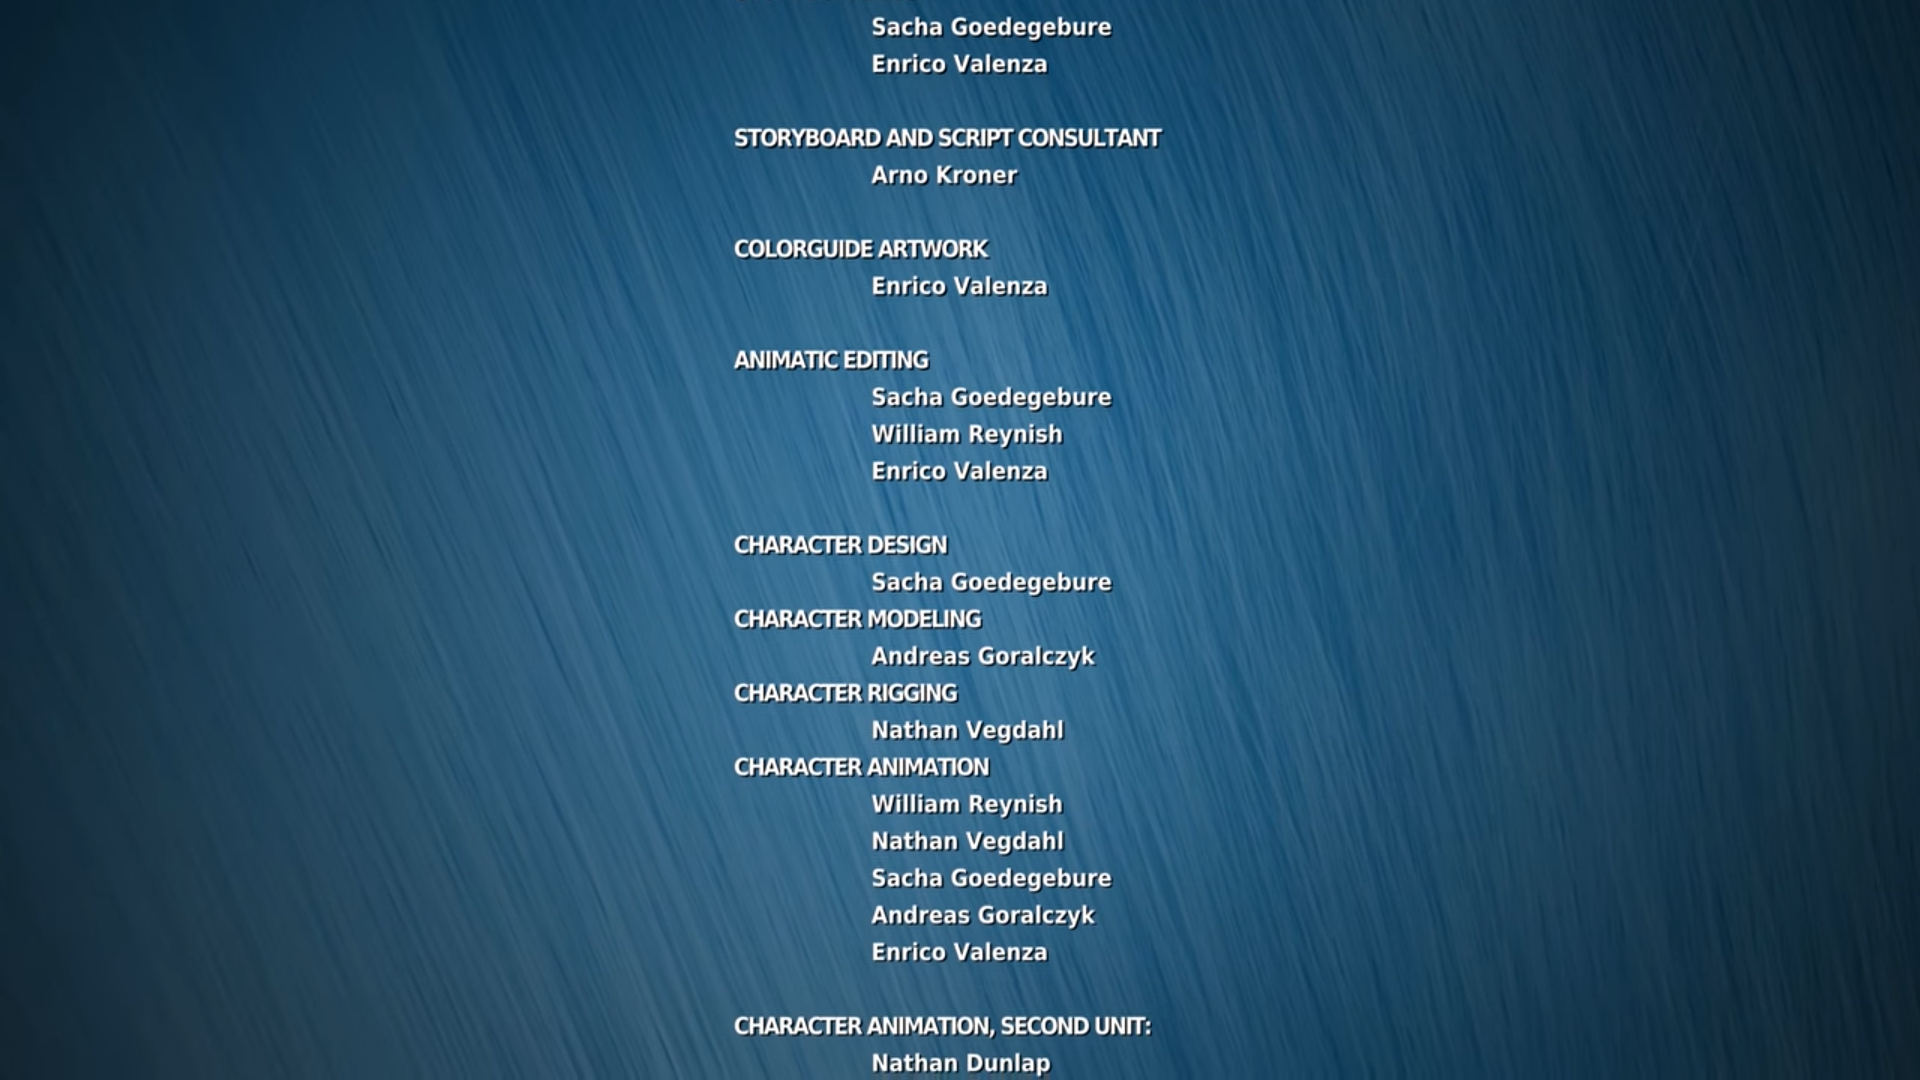 Sacha Goedegebure
Enrico Valenza
STORYBOARD AND SCRIPT CONSULTANT
Arno Kroner
COLORGUIDE ARTWORK
Enrico Valenza
ANIMATIC EDITING
Sacha Goedegebure
William Reynish
Enrico Valenza
CHARACTER DESIGN
Sacha Goedegebure
CHARACTER MODELING
Andreas Goralczyk
CHARACTER RIGGING
Nathan Vegdahl
CHARACTER ANIMATION
William Reynish
Nathan Vegdahl
Sacha Goedegebure
Andreas Goralczyk
Enrico Valenza
CHARACTER ANIMATION, SECOND UNIT:
Nathan Dunlap